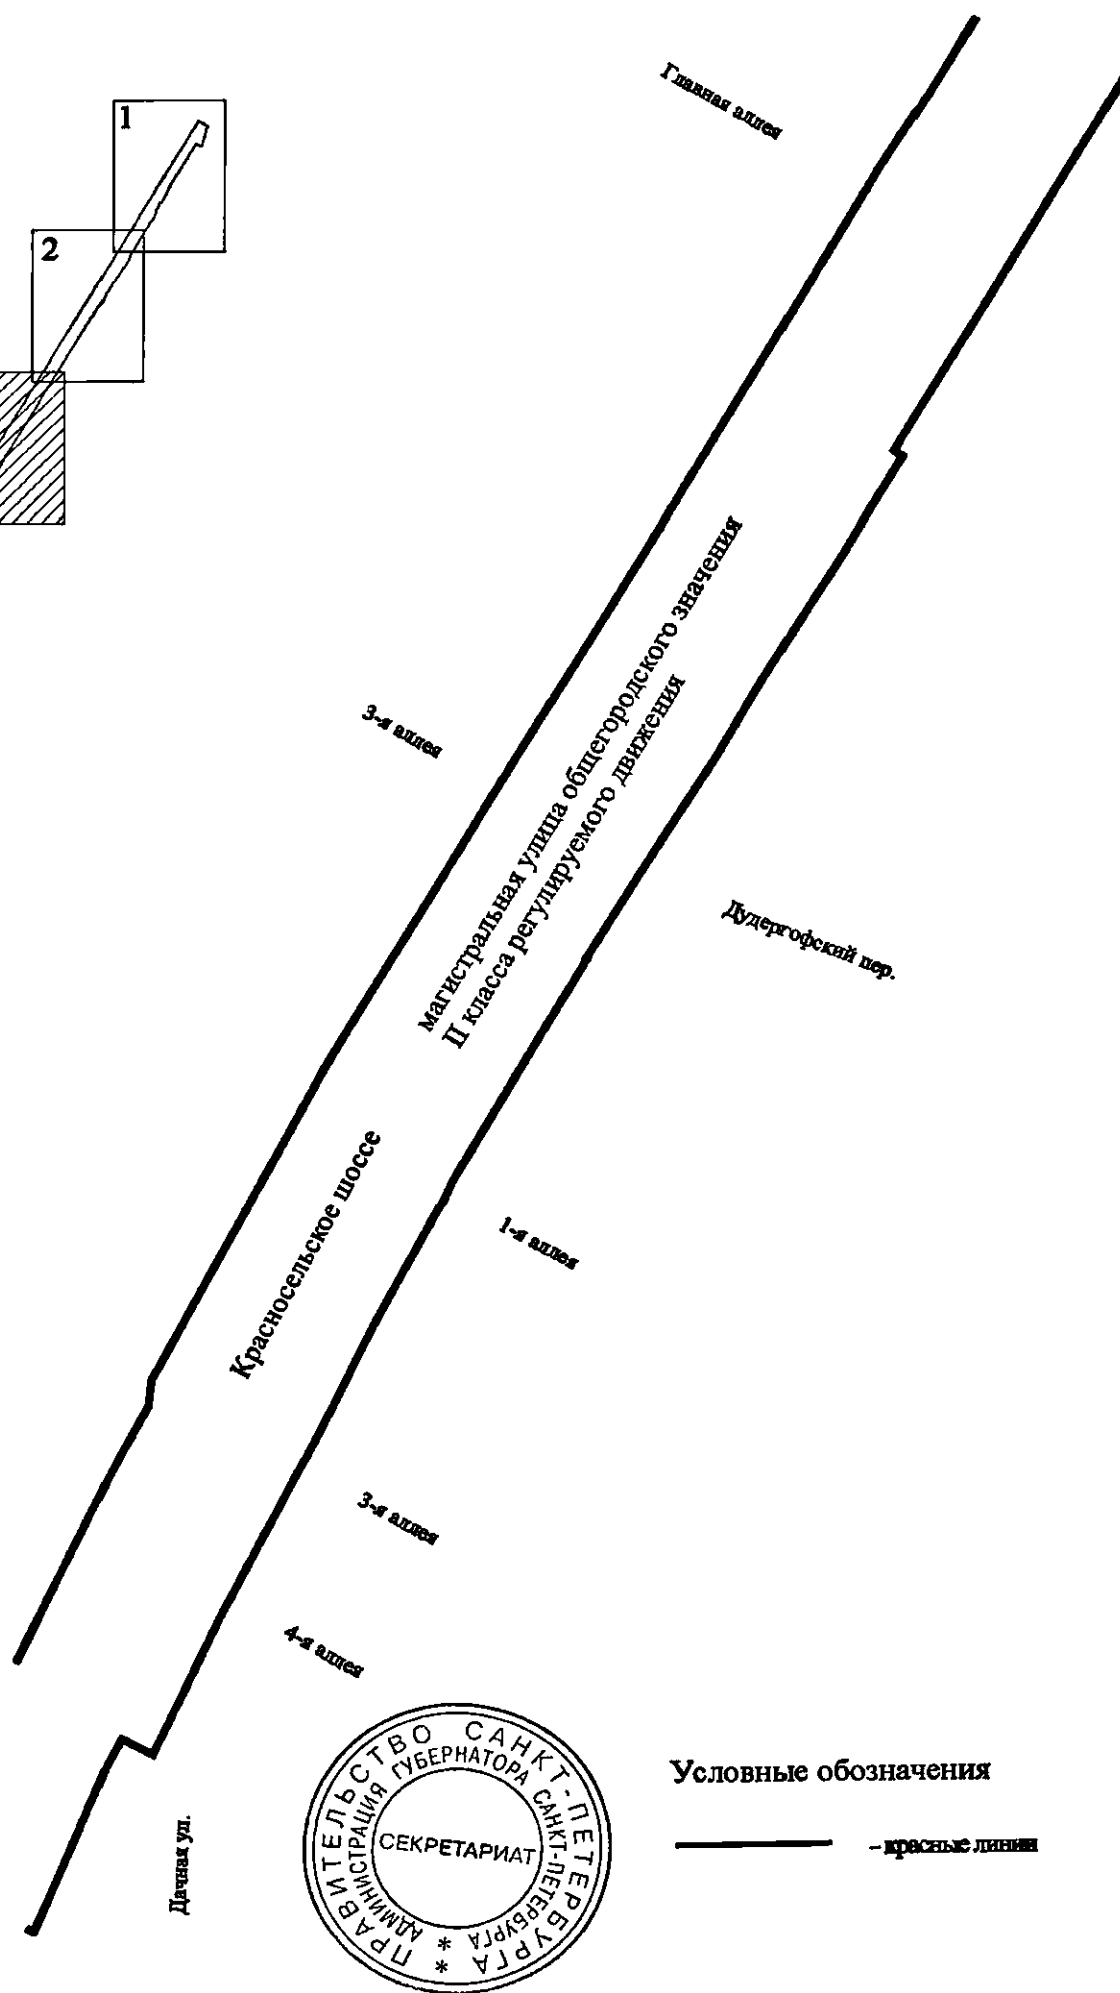 Главная аллея
1
2
3-я аллея
магистральная улица общегородского значения
II класса регулируемого движения
Дудергофский пер.
Красносельское шоссе
1-я аллея
3-я аллея
4-я аллея
Дачная ул.
ПРАВИТЕЛЬСТВО САНКТ-ПЕТЕРБУРГА *
АДМИНИСТРАЦИЯ ГУБЕРНАТОРА САНКТ-ПЕТЕРБУРГА *
СЕКРЕТАРИАТ
Условные обозначения
- красные линии